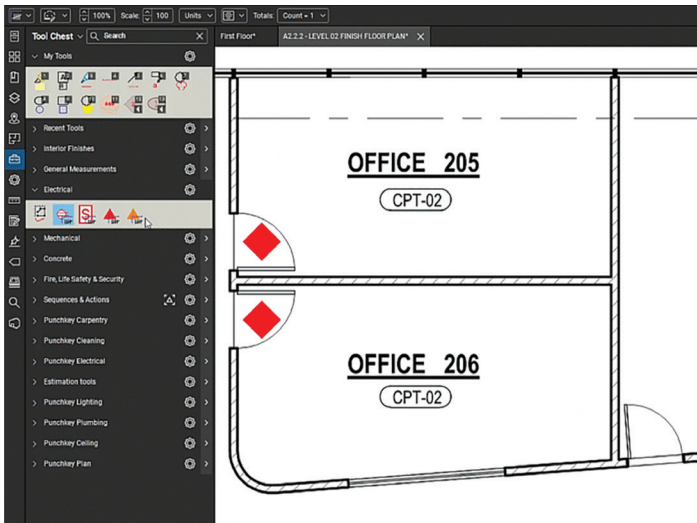 100%
Scale:
100
Units
Totals:
Count = 1
Tool Chest
Search
First Floor*
A2.2.2 - LEVEL 02 FINISH FLOOR PLAN*
My Tools
Recent Tools
Interior Finishes
General Measurements
Electrical
Mechanical
Concrete
Fire, Life Safety & Security
Sequences & Actions
Punchkey Carpentry
Punchkey Cleaning
Punchkey Electrical
Estimation tools
Punchkey Lighting
Punchkey Plumbing
Punchkey Ceiling
Punchkey Plan
OFFICE 205
CPT-02
OFFICE 206
CPT-02